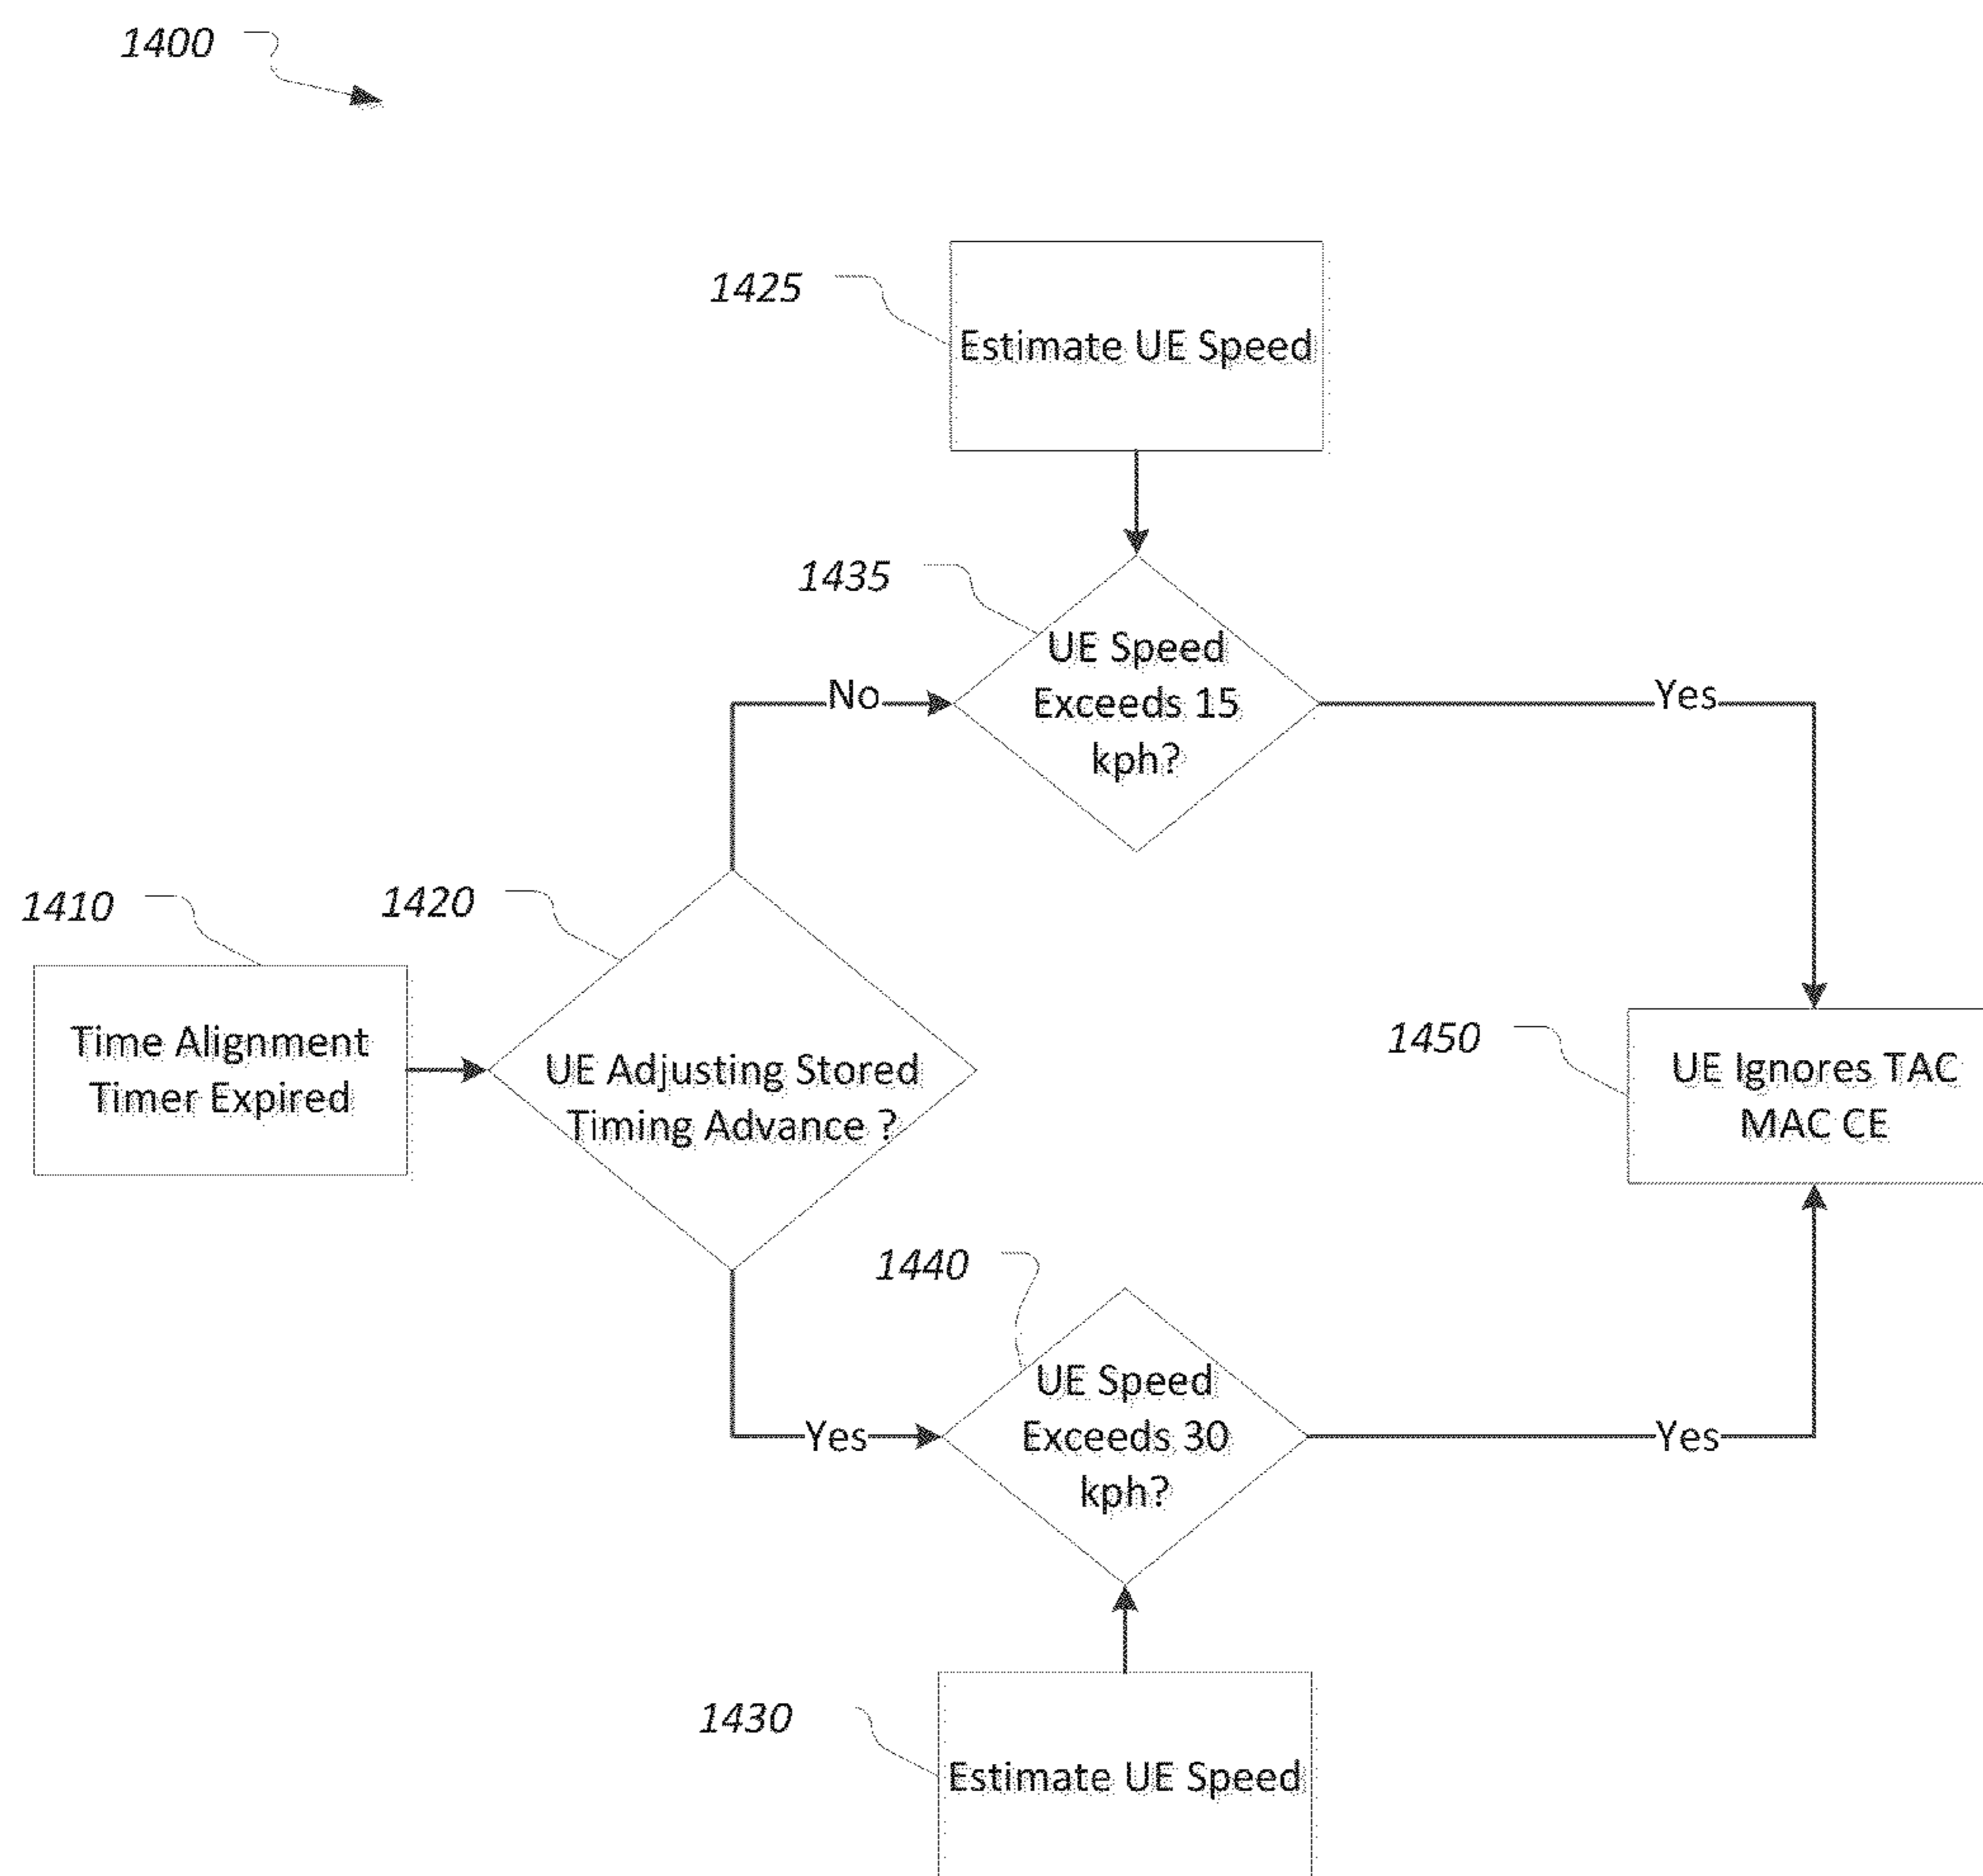 1400
1425
Estimate UE Speed
1435
UE Speed
Exceeds 15
kph?
No
Yes
1410
1420
Time Alignment
Timer Expired
UE Adjusting Stored
Timing Advance ?
1450
UE Ignores TAC
MAC CE
1440
UE Speed
Exceeds 30
kph?
Yes
Yes
1430
Estimate UE Speed